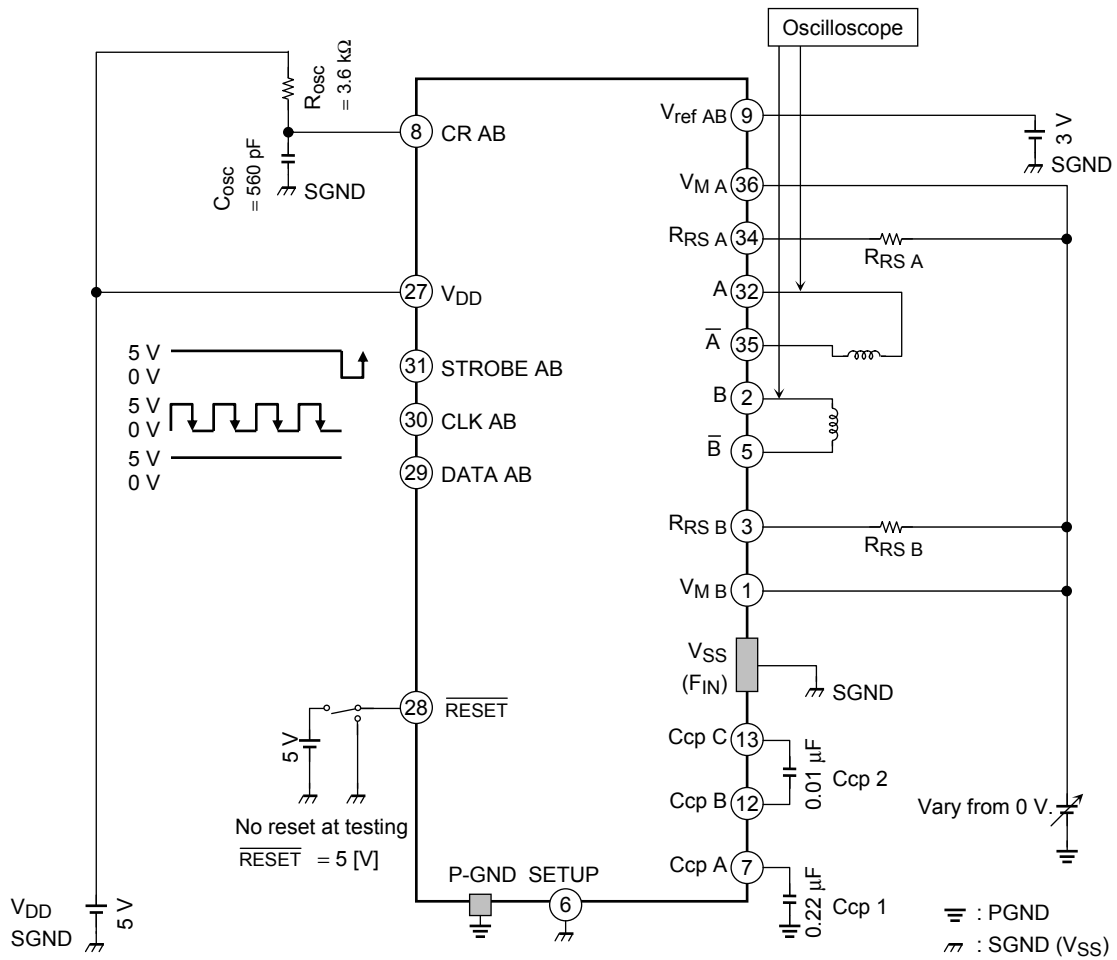 Oscilloscope
Rosc
= 3.6 kΩ
Cosc
= 560 pF
SGND
8
CR AB
Vref AB
9
3 V
SGND
VM A
36
RRS A
34
RRS A
A
32
A̅
35
27
VDD
5 V
0 V
31
STROBE AB
5 V
0 V
30
CLK AB
5 V
0 V
29
DATA AB
B
2
B̅
5
RRS B
3
RRS B
VM B
1
VSS
(FIN)
SGND
28
R̅E̅S̅E̅T̅
5 V
No reset at testing
R̅E̅S̅E̅T̅ = 5 [V]
Ccp C
13
0.01 µF
Ccp 2
Ccp B
12
Vary from 0 V.
Ccp A
7
0.22 µF
Ccp 1
P-GND
SETUP
6
VDD
SGND
5 V
: PGND
: SGND (VSS)